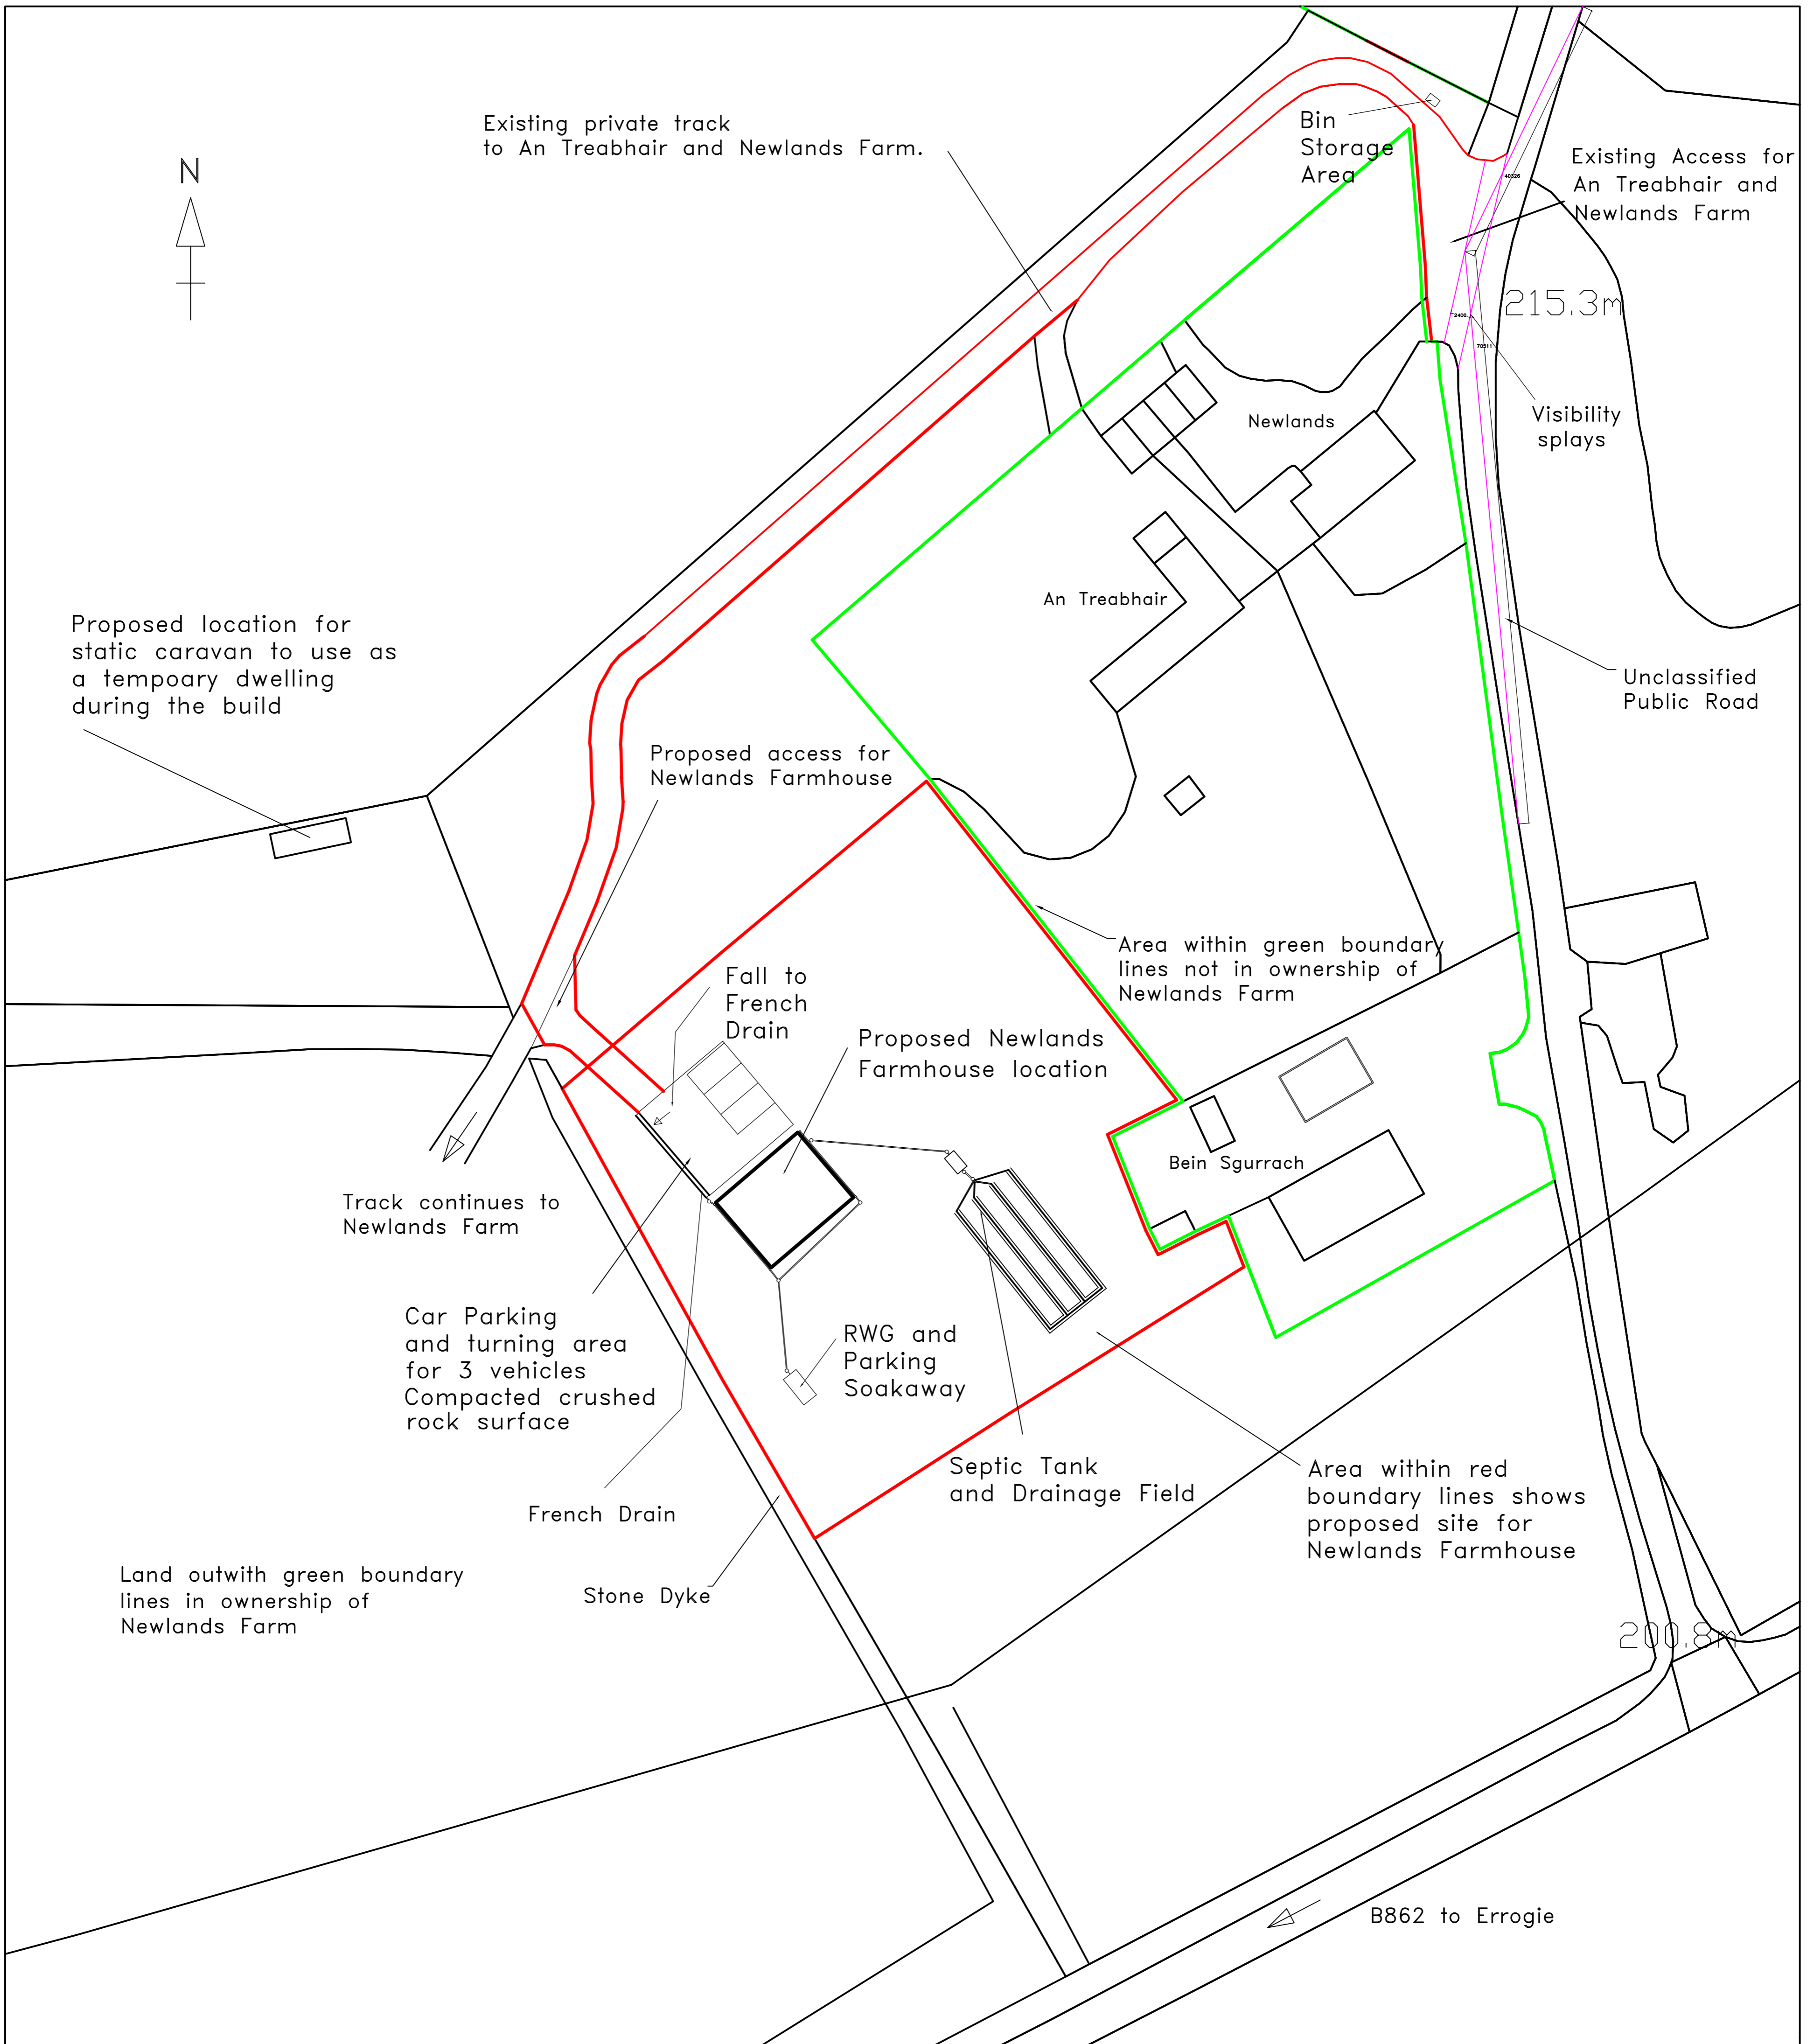 Existing private track
to An Treabhair and Newlands Farm.
N
Bin
Storage
Area
Existing Access for
An Treabhair and
Newlands Farm
40326
215.3m
2400
70511
Visibility
splays
Newlands
An Treabhair
Proposed location for
static caravan to use as
a tempoary dwelling
during the build
Unclassified
Public Road
Proposed access for
Newlands Farmhouse
Area within green boundary
lines not in ownership of
Newlands Farm
Fall to
French
Drain
Proposed Newlands
Farmhouse location
Bein Sgurrach
Track continues to
Newlands Farm
Car Parking
and turning area
for 3 vehicles
Compacted crushed
rock surface
RWG and
Parking
Soakaway
Septic Tank
and Drainage Field
Area within red
boundary lines shows
proposed site for
Newlands Farmhouse
French Drain
Land outwith green boundary
lines in ownership of
Newlands Farm
Stone Dyke
200.8m
B862 to Errogie